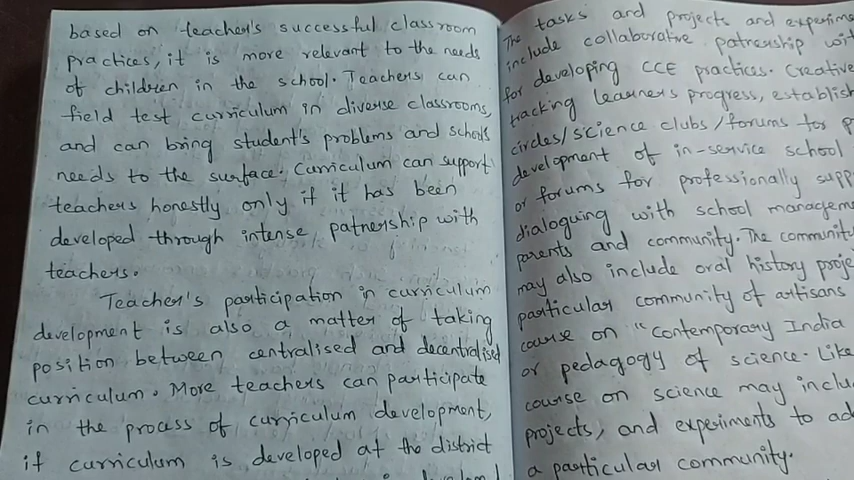 based on teacher's successful classroom
practices, it is more relevant to the needs
of children in the school. Teachers can
field test curriculum in diverse classrooms,
and can bring student's problems and schools
needs to the surface. Curriculum can support
teachers honestly only if it has been
developed through intense, patnership with
teachers.
Teacher's participation in curriculum
development is also a matter of taking
position between centralised and decentralised
curriculum. More teachers can participate
in the process of curriculum development,
if curriculum is developed at the district
The tasks and projects and experime
include collaborative patnership wit
for developing CCE practices. Creative
tracking learners progress, establish
circles/science clubs/forums for p
development of in-service school
or forums for professionally supp
dialoguing with school manageme
parents and community. The communit
may also include oral history proje
particular community of artisans
course on "Contemporary India
or pedagogy of science. Like
course on science may inclu
projects, and experiments to ad
a particular community.